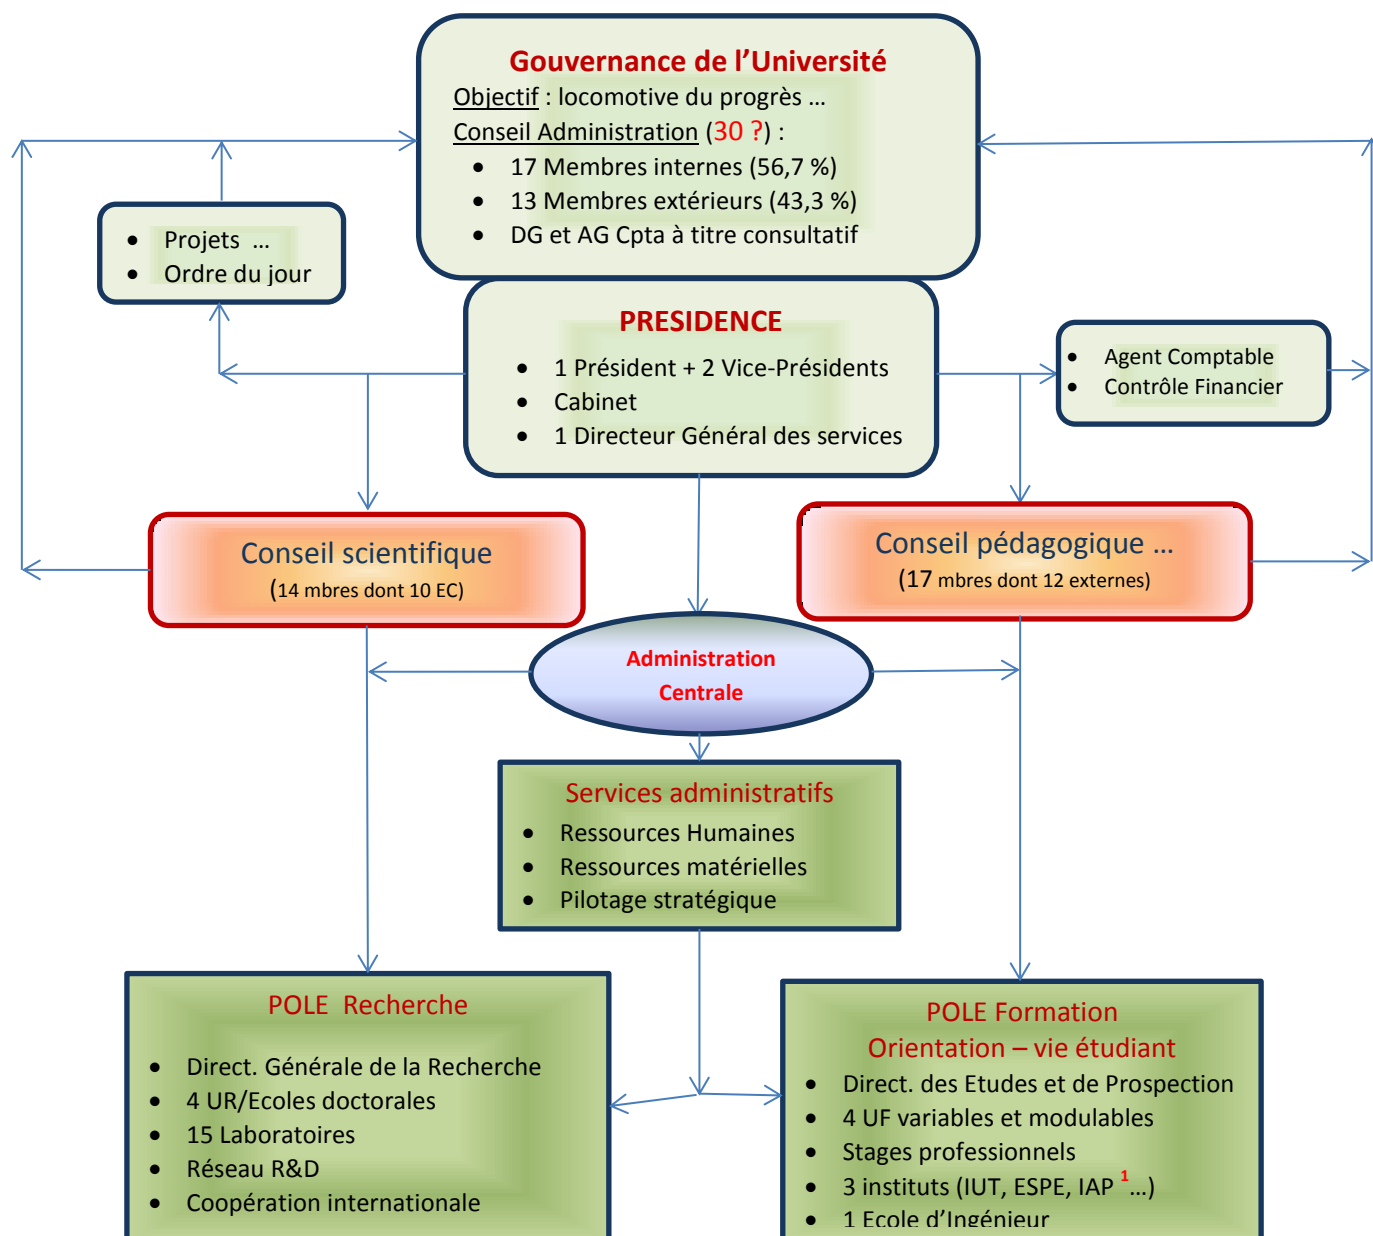 Gouvernance de l’Université
Objectif : locomotive du progrès …
Conseil Administration (30 ?) :
• 17 Membres internes (56,7 %)
• 13 Membres extérieurs (43,3 %)
• DG et AG Cpta à titre consultatif
• Projets …
• Ordre du jour
PRESIDENCE
• 1 Président + 2 Vice-Présidents
• Cabinet
• 1 Directeur Général des services
• Agent Comptable
• Contrôle Financier
Conseil scientifique
(14 mbres dont 10 EC)
Conseil pédagogique …
(17 mbres dont 12 externes)
Administration
Centrale
Services administratifs
• Ressources Humaines
• Ressources matérielles
• Pilotage stratégique
POLE Recherche
• Direct. Générale de la Recherche
• 4 UR/Ecoles doctorales
• 15 Laboratoires
• Réseau R&D
• Coopération internationale
POLE Formation
Orientation – vie étudiant
• Direct. des Etudes et de Prospection
• 4 UF variables et modulables
• Stages professionnels
• 3 instituts (IUT, ESPE, IAP ¹…)
• 1 Ecole d’Ingénieur